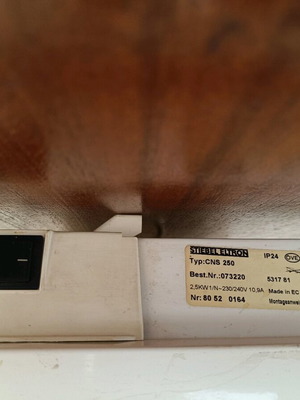 STIEBEL ELTRON
IP24
Typ:CNS 250
Best.Nr.:073220
5317 81
2,5KW1/N~230/240V 10,9A
Made in EC
Nr: 80 52 0164